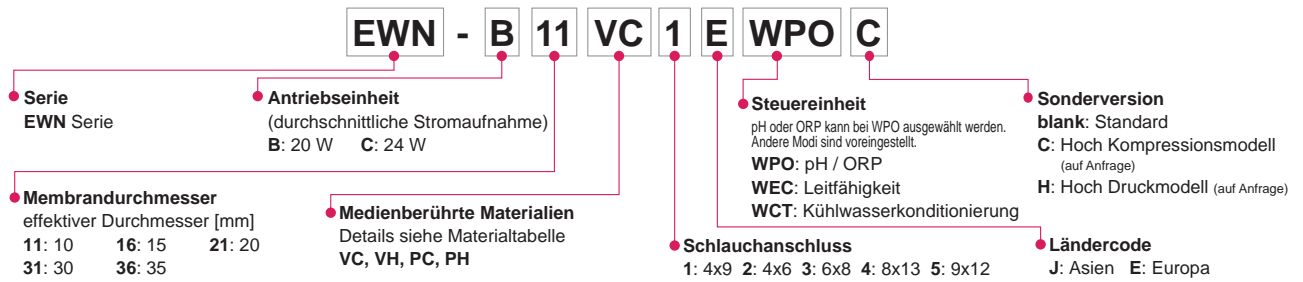 EWN - B 11 VC 1 E WPO C
Serie
EWN Serie
Antriebseinheit
(durchschnittliche Stromaufnahme)
B: 20 W C: 24 W
Membrandurchmesser
effektiver Durchmesser [mm]
11: 10 16: 15 21: 20
31: 30 36: 35
Medienberührte Materialien
Details siehe Materialtabelle
VC, VH, PC, PH
Schlauchanschluss
1: 4x9 2: 4x6 3: 6x8 4: 8x13 5: 9x12
Steuereinheit
pH oder ORP kann bei WPO ausgewählt werden.
Andere Modi sind voreingestellt.
WPO: pH / ORP
WEC: Leitfähigkeit
WCT: Kühlwasserkonditionierung
Ländercode
J: Asien E: Europa
Sonderversion
blank: Standard
C: Hoch Kompressionsmodell
(auf Anfrage)
H: Hoch Druckmodell (auf Anfrage)